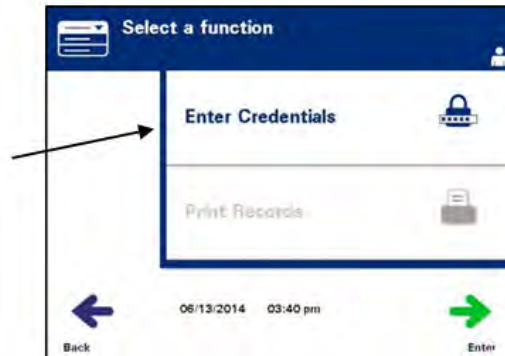 Select a function
Enter Credentials
Print Records
06/13/2014 03:40 pm
Back Enter